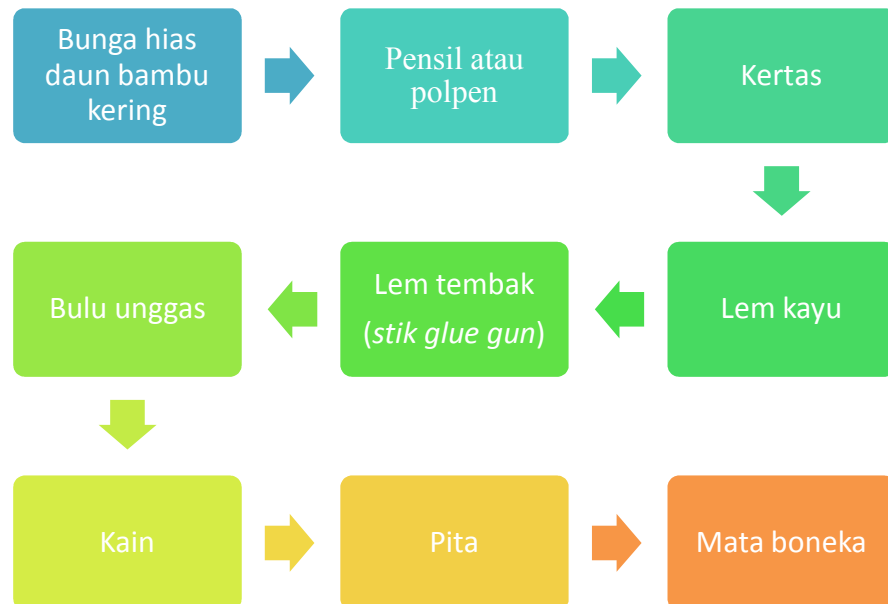 Bunga hias
daun bambu
kering
Pensil atau
polpen
Kertas
Lem kayu
Lem tembak
(stik glue gun)
Bulu unggas
Kain
Pita
Mata boneka